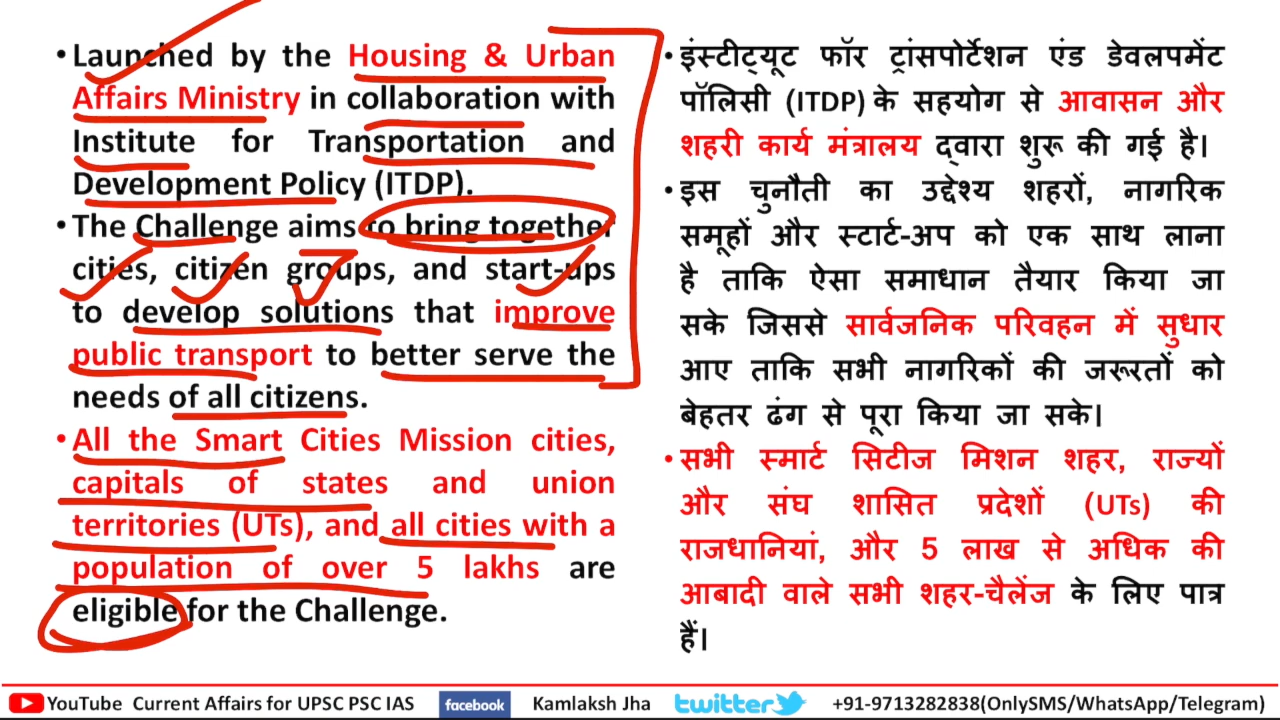 •Launched by the Housing & Urban
Affairs Ministry in collaboration with
Institute for Transportation and
Development Policy (ITDP).
•The Challenge aims to bring together
cities, citizen groups, and start-ups
to develop solutions that improve
public transport to better serve the
needs of all citizens.
•All the Smart Cities Mission cities,
capitals of states and union
territories (UTs), and all cities with a
population of over 5 lakhs are
eligible for the Challenge.
•इंस्टीट्यूट फॉर ट्रांसपोर्टेशन एंड डेवलपमेंट
पॉलिसी (ITDP) के सहयोग से आवासन और
शहरी कार्य मंत्रालय द्वारा शुरू की गई है।
•इस चुनौती का उद्देश्य शहरों, नागरिक
समूहों और स्टार्ट-अप को एक साथ लाना
है ताकि ऐसा समाधान तैयार किया जा
सके जिससे सार्वजनिक परिवहन में सुधार
आए ताकि सभी नागरिकों की जरूरतों को
बेहतर ढंग से पूरा किया जा सके।
•सभी स्मार्ट सिटीज मिशन शहर, राज्यों
और संघ शासित प्रदेशों (UTs) की
राजधानियां, और 5 लाख से अधिक की
आबादी वाले सभी शहर-चैलेंज के लिए पात्र
हैं।
YouTube Current Affairs for UPSC PSC IAS facebook Kamlaksh Jha twitter +91-9713282838(OnlySMS/WhatsApp/Telegram)